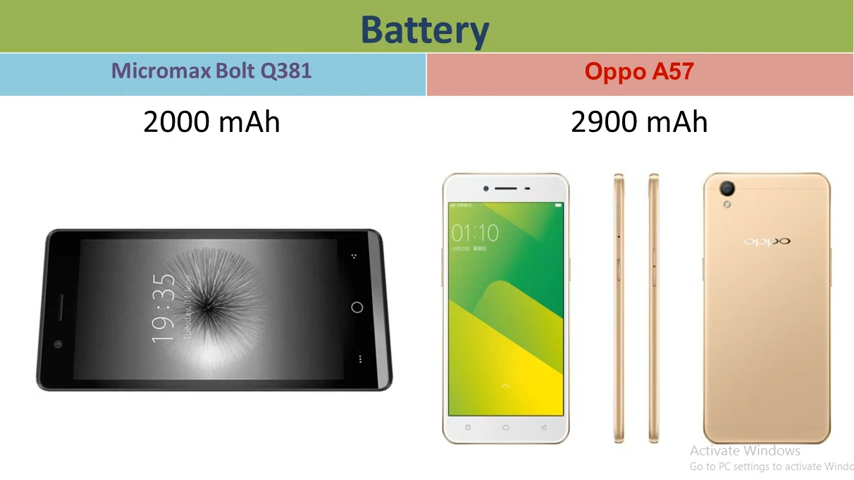 Battery
Micromax Bolt Q381
Oppo A57
2000 mAh
2900 mAh
19:35
01:10
oppo
Activate Windows
Go to PC settings to activate Windo